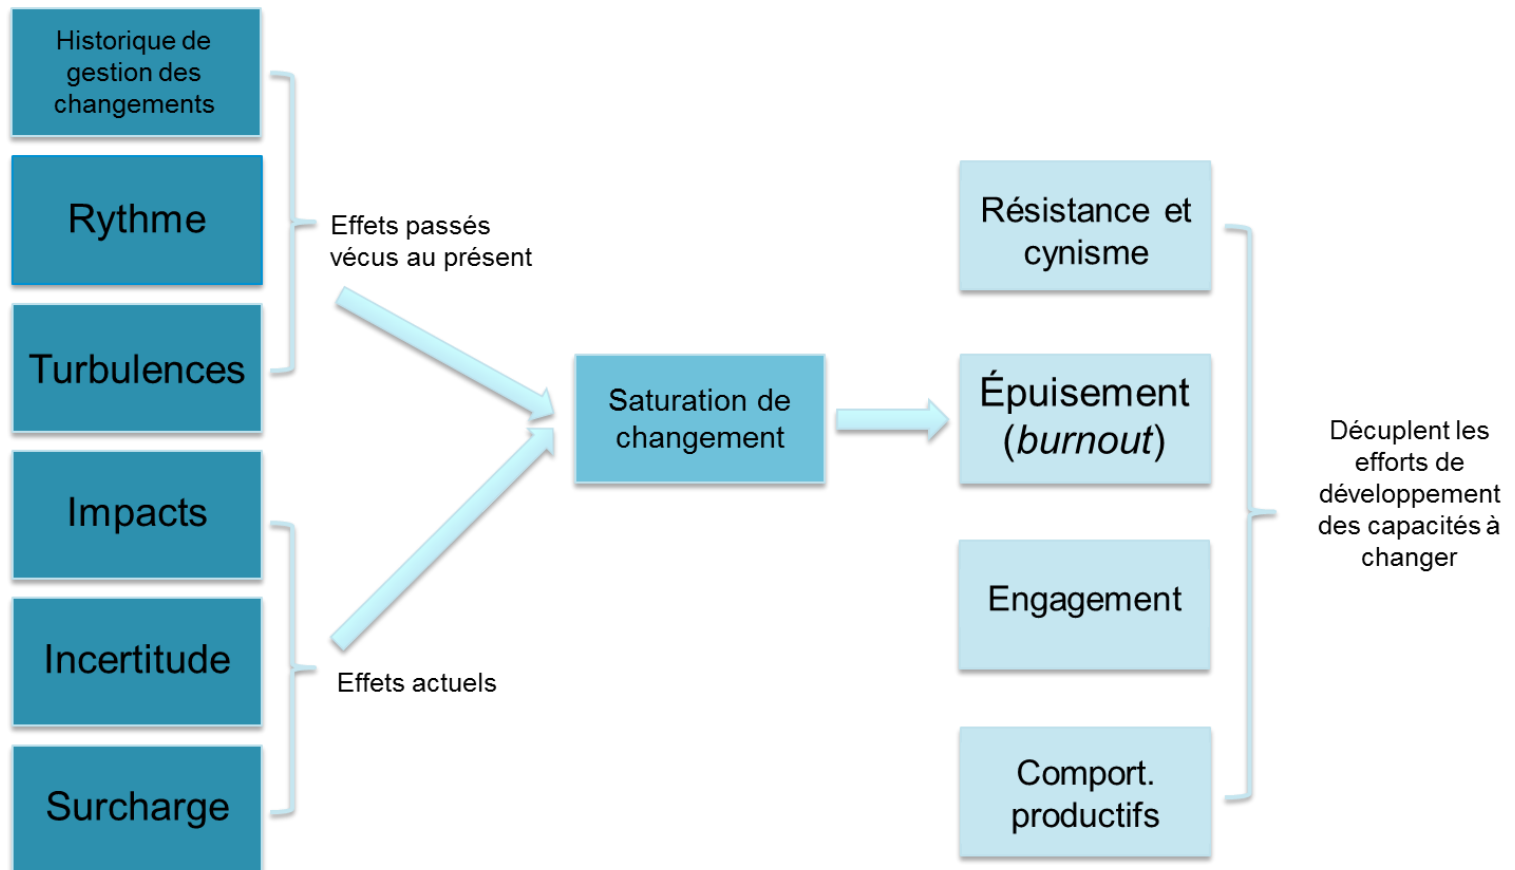 Historique de
gestion des
changements
Rythme
Turbulences
Impacts
Incertitude
Surcharge
Effets passés
vécus au présent
Effets actuels
Saturation de
changement
Résistance et
cynisme
Épuisement
(burnout)
Engagement
Comport.
productifs
Décuplent les
efforts de
développement
des capacités à
changer